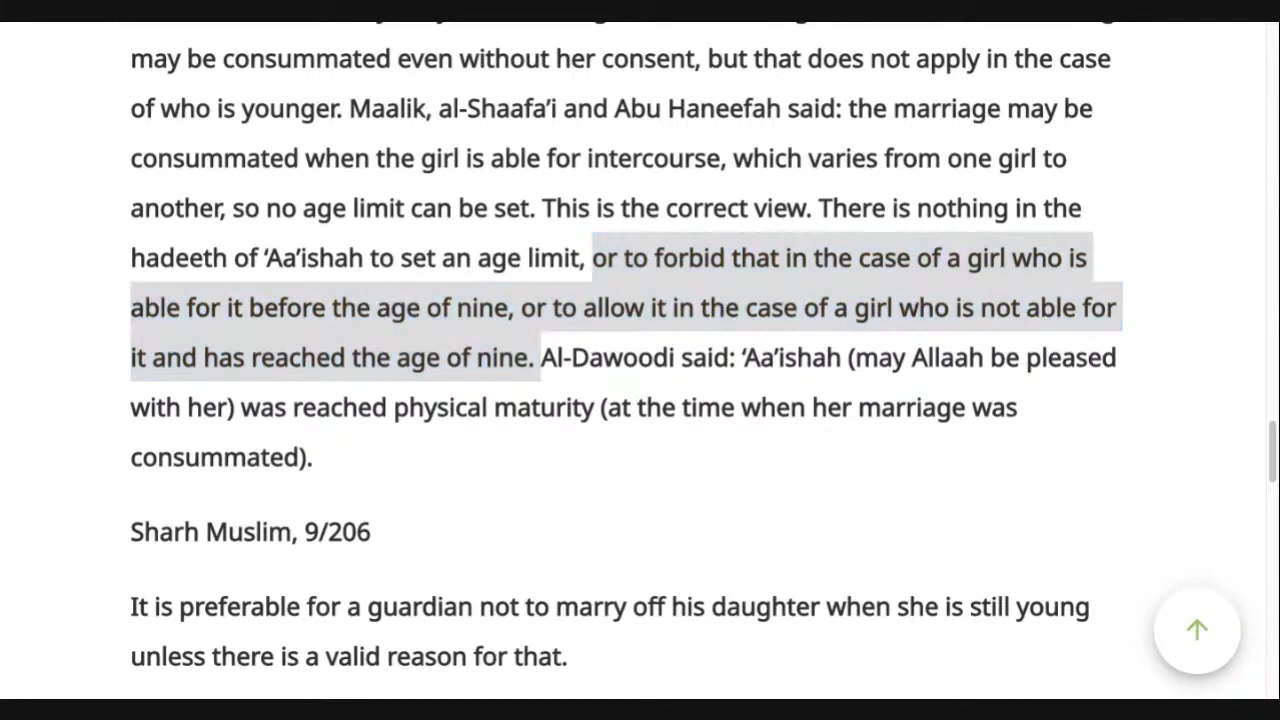 may be consummated even without her consent, but that does not apply in the case
of who is younger. Maalik, al-Shaafa’i and Abu Haneefah said: the marriage may be
consummated when the girl is able for intercourse, which varies from one girl to
another, so no age limit can be set. This is the correct view. There is nothing in the
hadeeth of ‘Aa’ishah to set an age limit, or to forbid that in the case of a girl who is
able for it before the age of nine, or to allow it in the case of a girl who is not able for
it and has reached the age of nine. Al-Dawoodi said: ‘Aa’ishah (may Allaah be pleased
with her) was reached physical maturity (at the time when her marriage was
consummated).
Sharh Muslim, 9/206
It is preferable for a guardian not to marry off his daughter when she is still young
unless there is a valid reason for that.